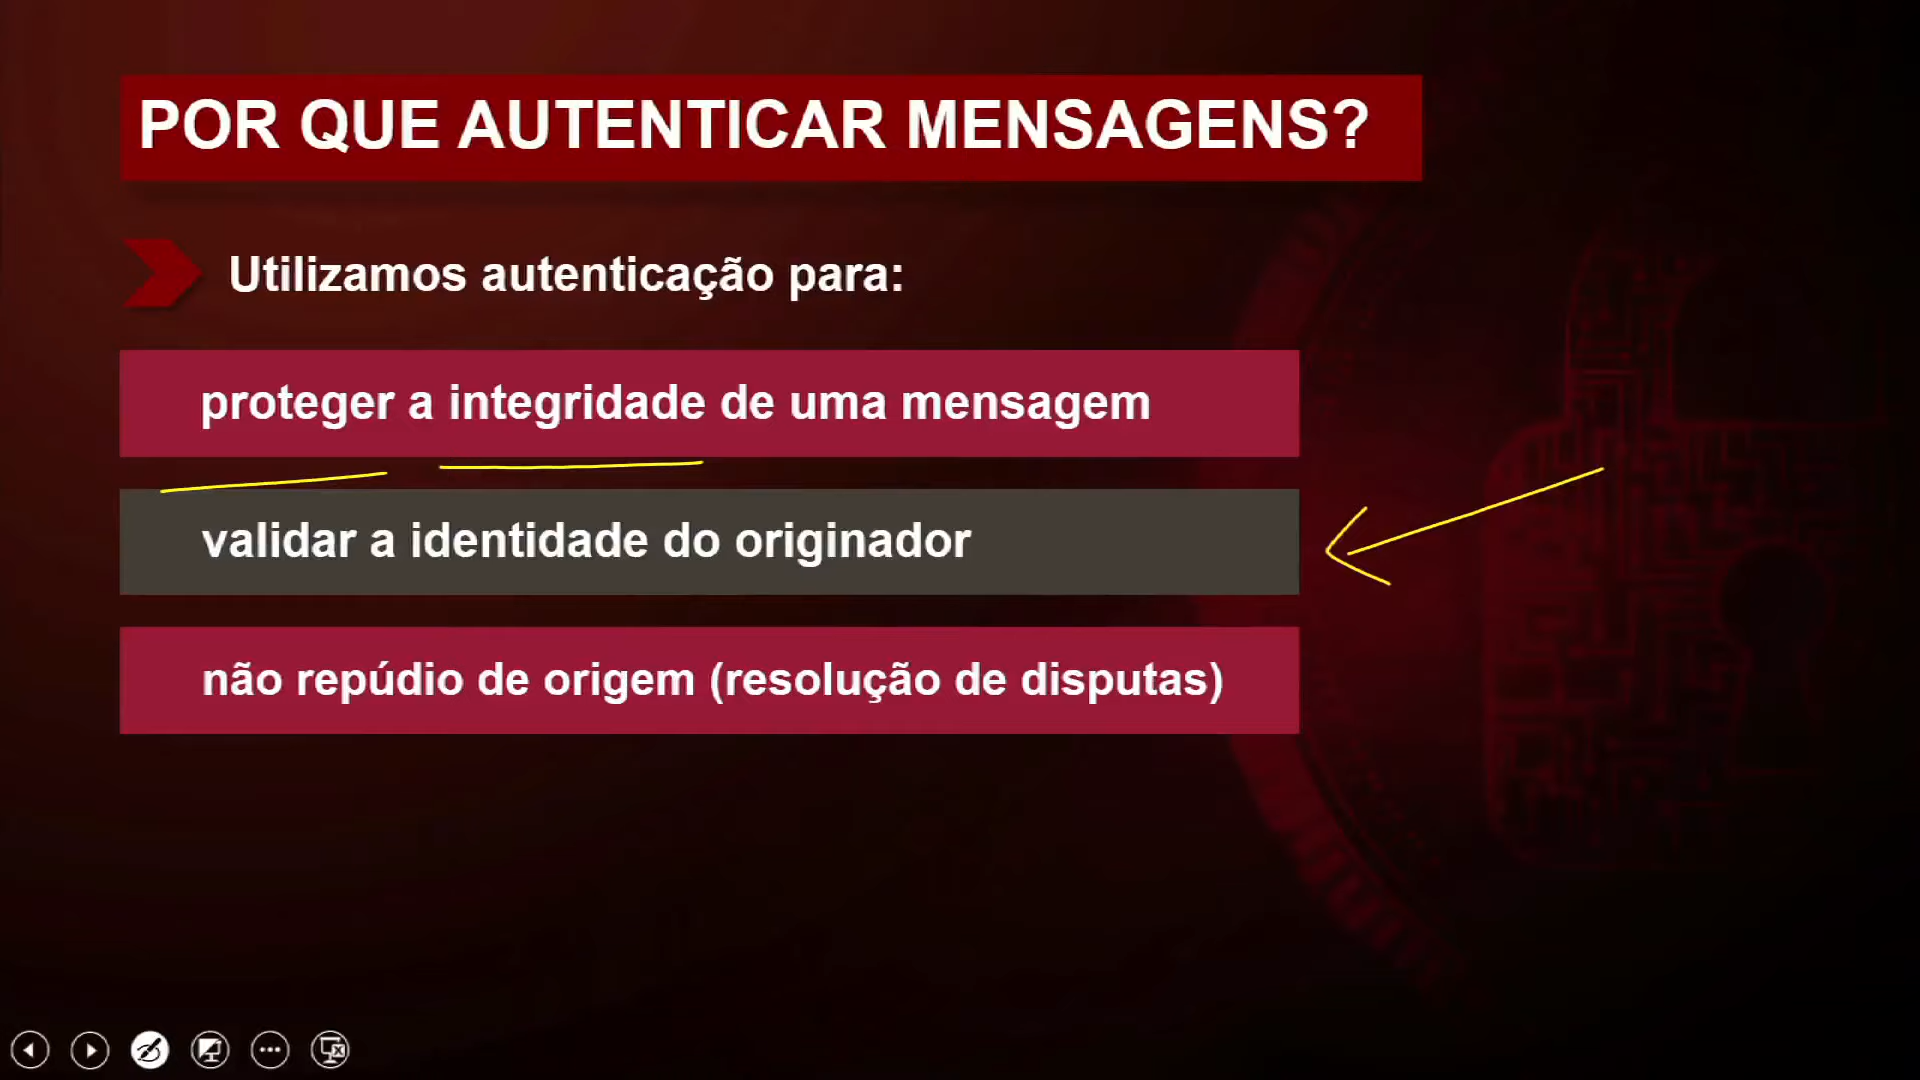 POR QUE AUTENTICAR MENSAGENS?
Utilizamos autenticação para:
proteger a integridade de uma mensagem
validar a identidade do originador
não repúdio de origem (resolução de disputas)